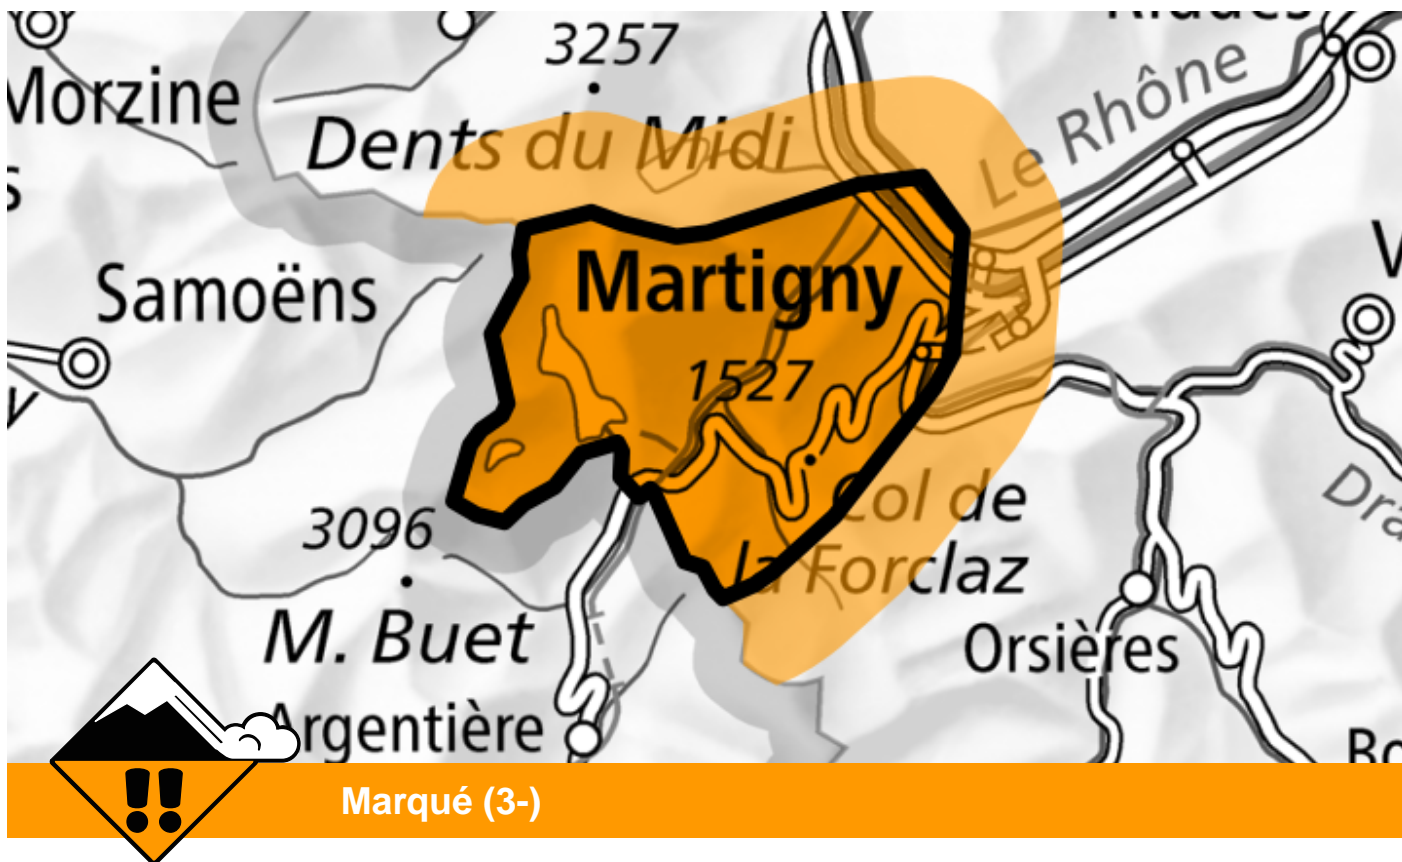 3257
Morzine
Dents du Midi
Le Rhône
Martigny
Samoëns
1527
Col de
la Forclaz
3096
M. Buet
Orsières
Argentière
Marqué (3-)